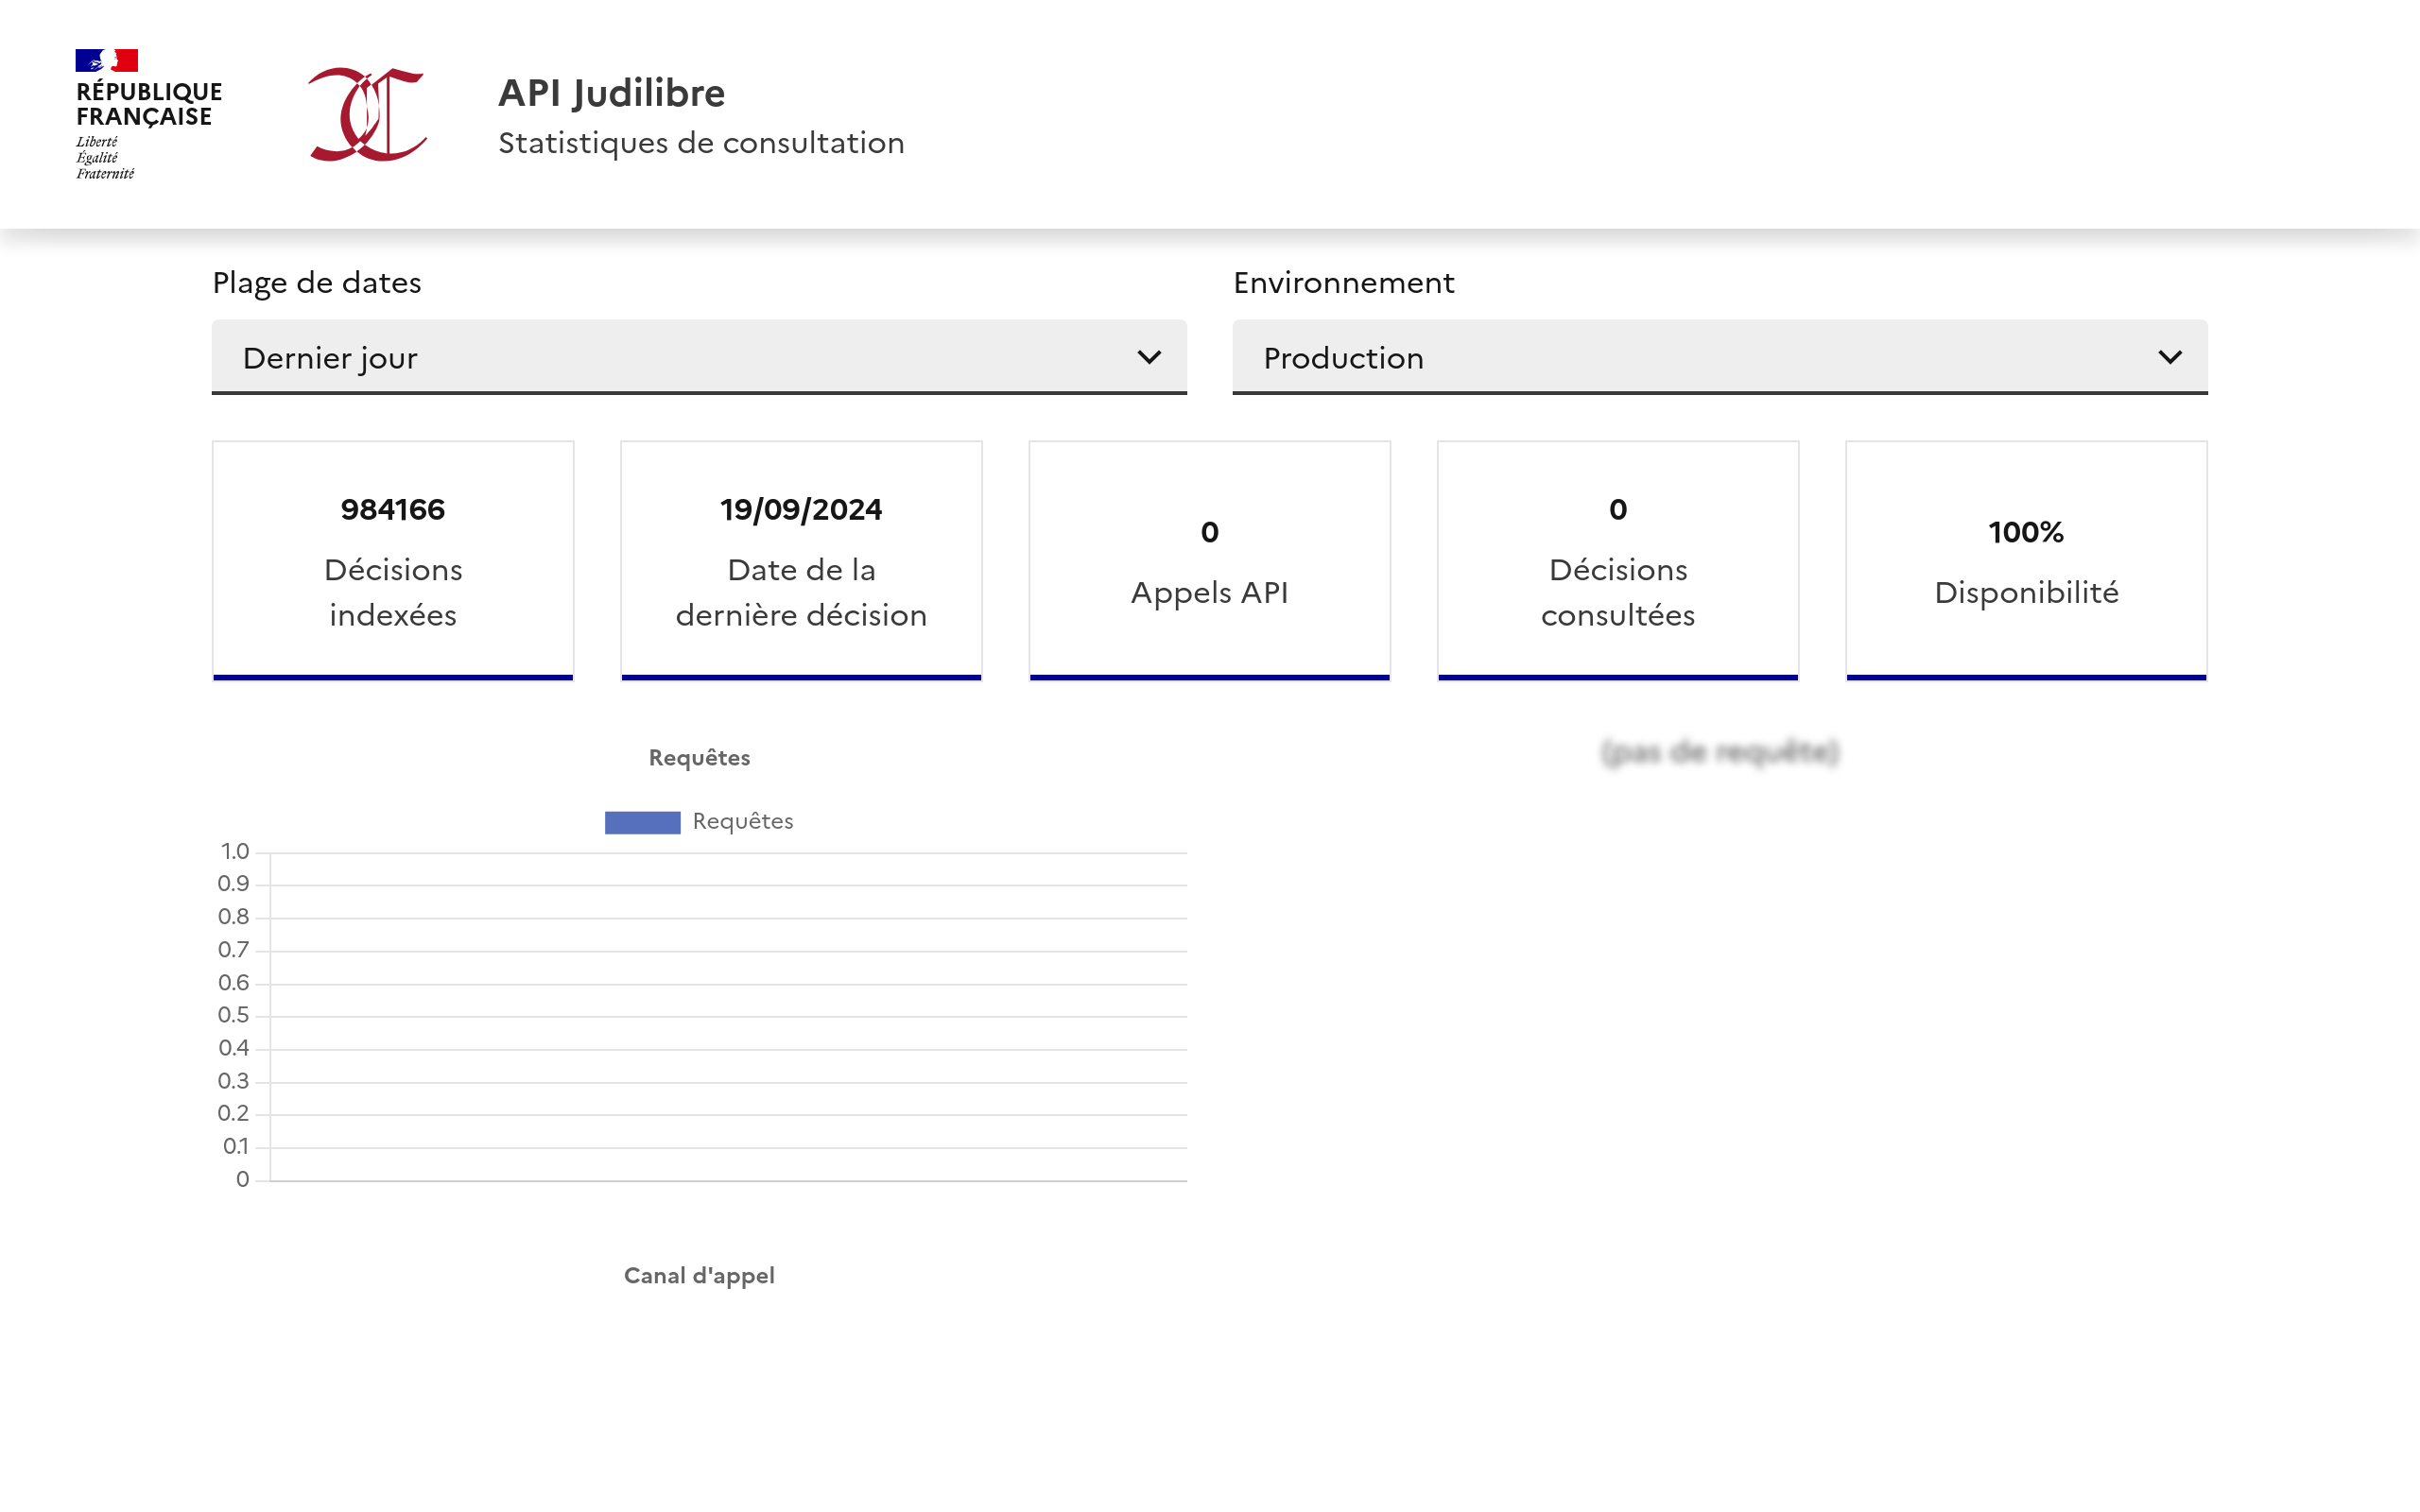 RÉPUBLIQUE
FRANÇAISE
Liberté
Égalité
Fraternité
API Judilibre
Statistiques de consultation
Plage de dates
Dernier jour
Environnement
Production
984166
Décisions
indexées
19/09/2024
Date de la
dernière décision
0
Appels API
0
Décisions
consultées
100%
Disponibilité
Requêtes
(pas de requête)
Requêtes
1.0
0.9
0.8
0.7
0.6
0.5
0.4
0.3
0.2
0.1
0
Canal d'appel